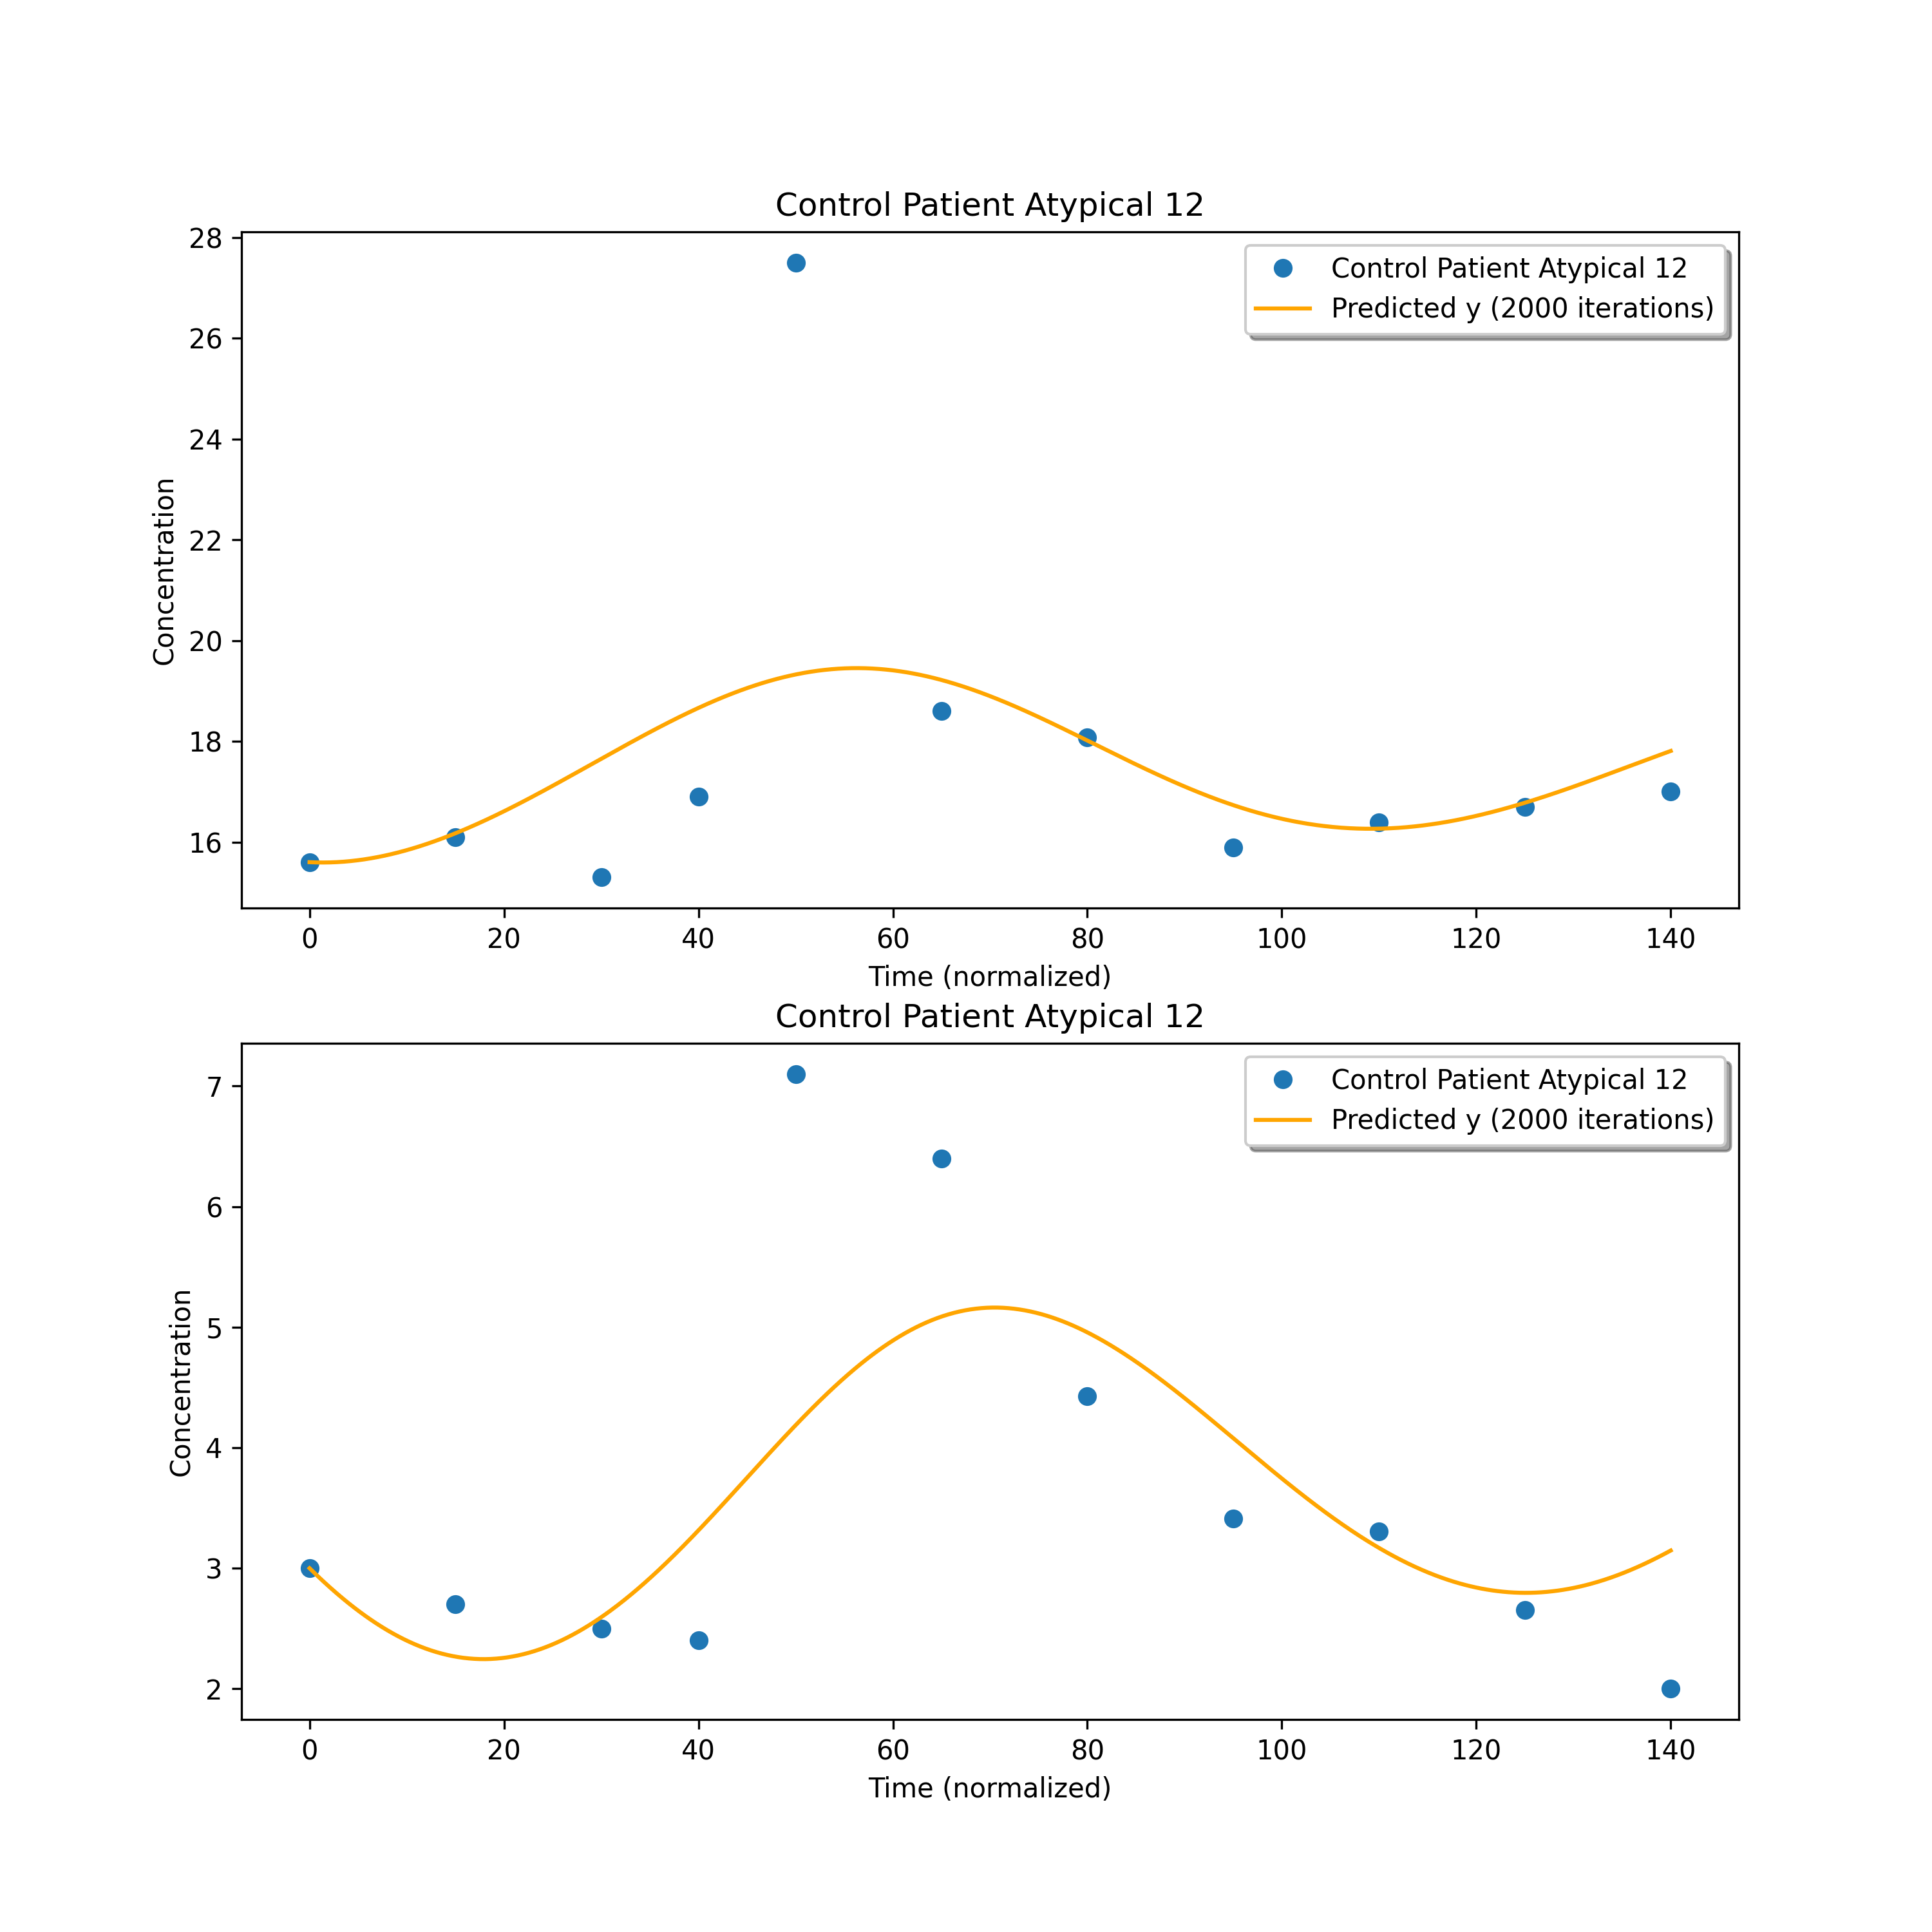 Control Patient Atypical 12
28
26
24
22
20
18
16
Concentration
Control Patient Atypical 12
Predicted y (2000 iterations)
0 20 40 60 80 100 120 140
Time (normalized)
Control Patient Atypical 12
7
6
5
4
3
2
Concentration
Control Patient Atypical 12
Predicted y (2000 iterations)
0 20 40 60 80 100 120 140
Time (normalized)